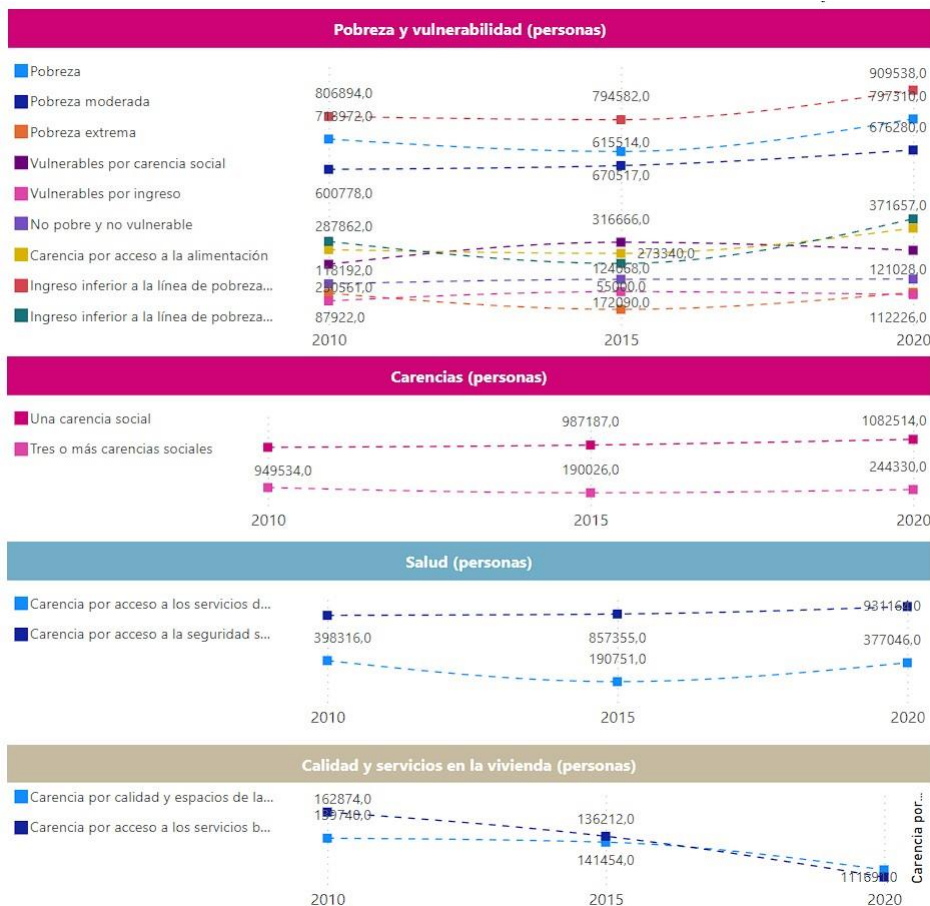 Pobreza y vulnerabilidad (personas)
Pobreza
Pobreza moderada
Pobreza extrema
Vulnerables por carencia social
Vulnerables por ingreso
No pobre y no vulnerable
Carencia por acceso a la alimentación
Ingreso inferior a la línea de pobreza...
Ingreso inferior a la línea de pobreza...
806894,0
794582,0
909538,0
797310,0
615514,0
676280,0
670517,0
600778,0
287862,0
316666,0
371657,0
273340,0
118192,0
124668,0
121028,0
55000,0
172090,0
87922,0
112226,0
2010
2015
2020
Carencias (personas)
Una carencia social
Tres o más carencias sociales
987187,0
1082514,0
949534,0
190026,0
244330,0
2010
2015
2020
Salud (personas)
Carencia por acceso a los servicios d...
Carencia por acceso a la seguridad s...
398316,0
857355,0
190751,0
377046,0
2010
2015
2020
Calidad y servicios en la vivienda (personas)
Carencia por calidad y espacios de la...
Carencia por acceso a los servicios b...
162874,0
136212,0
141454,0
Carencia por...
2010
2015
2020